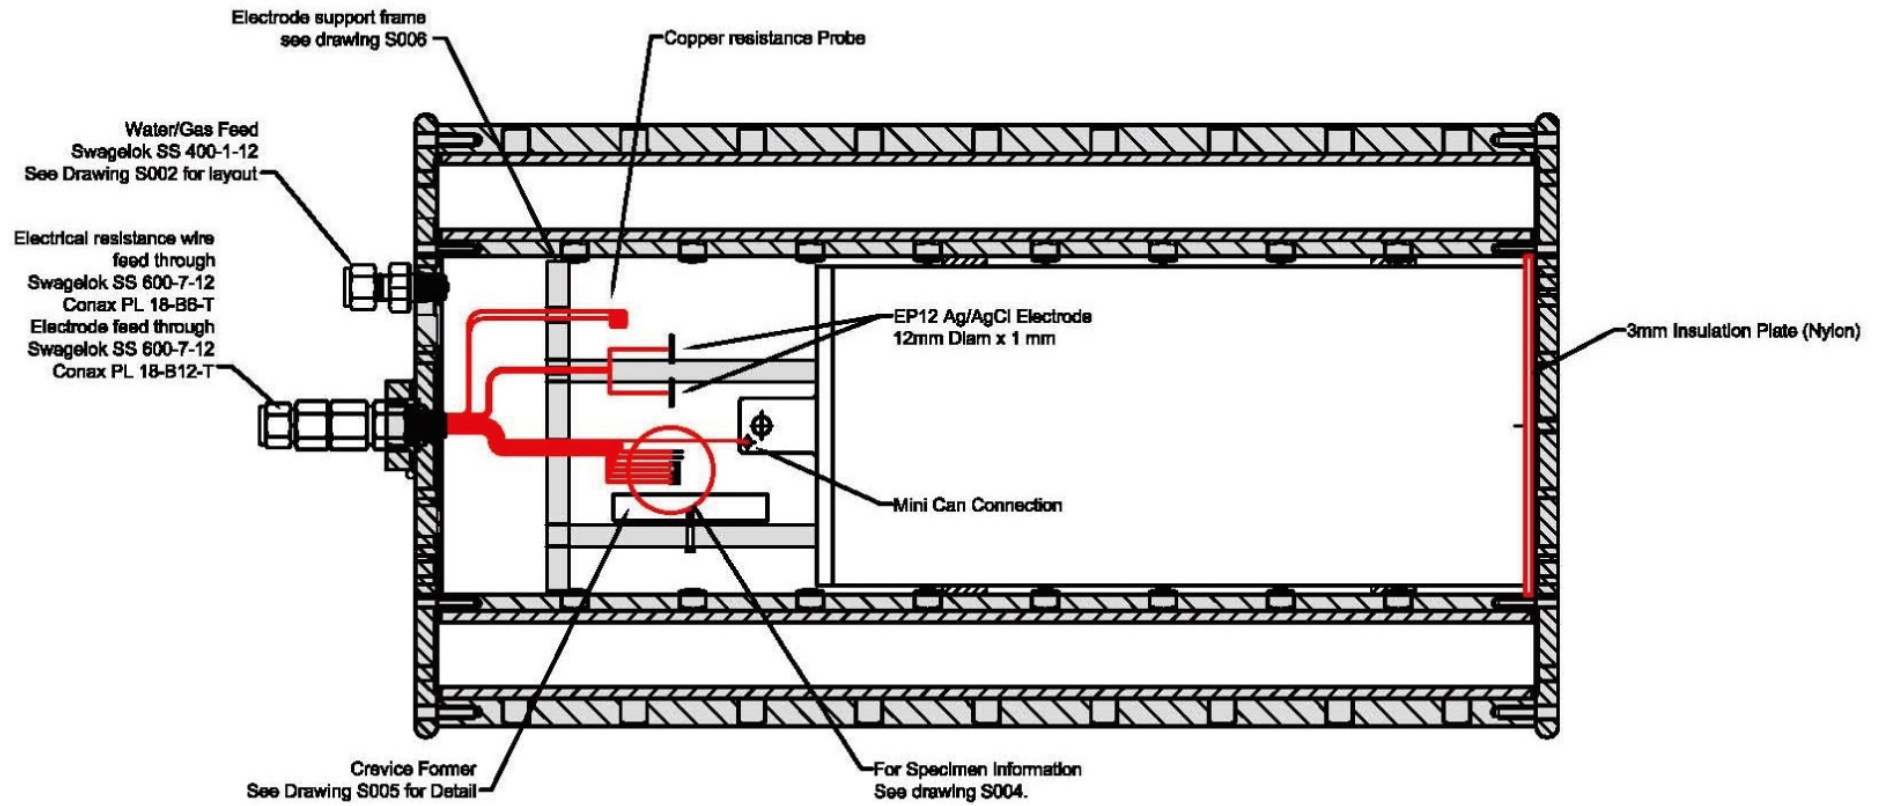 Electrode support frame
see drawing S006
Copper resistance Probe
Water/Gas Feed
Swagelok SS 400-1-12
See Drawing S002 for layout
Electrical resistance wire
feed through
Swagelok SS 600-7-12
Conax PL 18-B6-T
Electrode feed through
Swagelok SS 600-7-12
Conax PL 18-B12-T
EP12 Ag/AgCl Electrode
12mm Diam x 1 mm
3mm Insulation Plate (Nylon)
Mini Can Connection
Crevice Former
See Drawing S005 for Detail
For Specimen Information
See drawing S004.